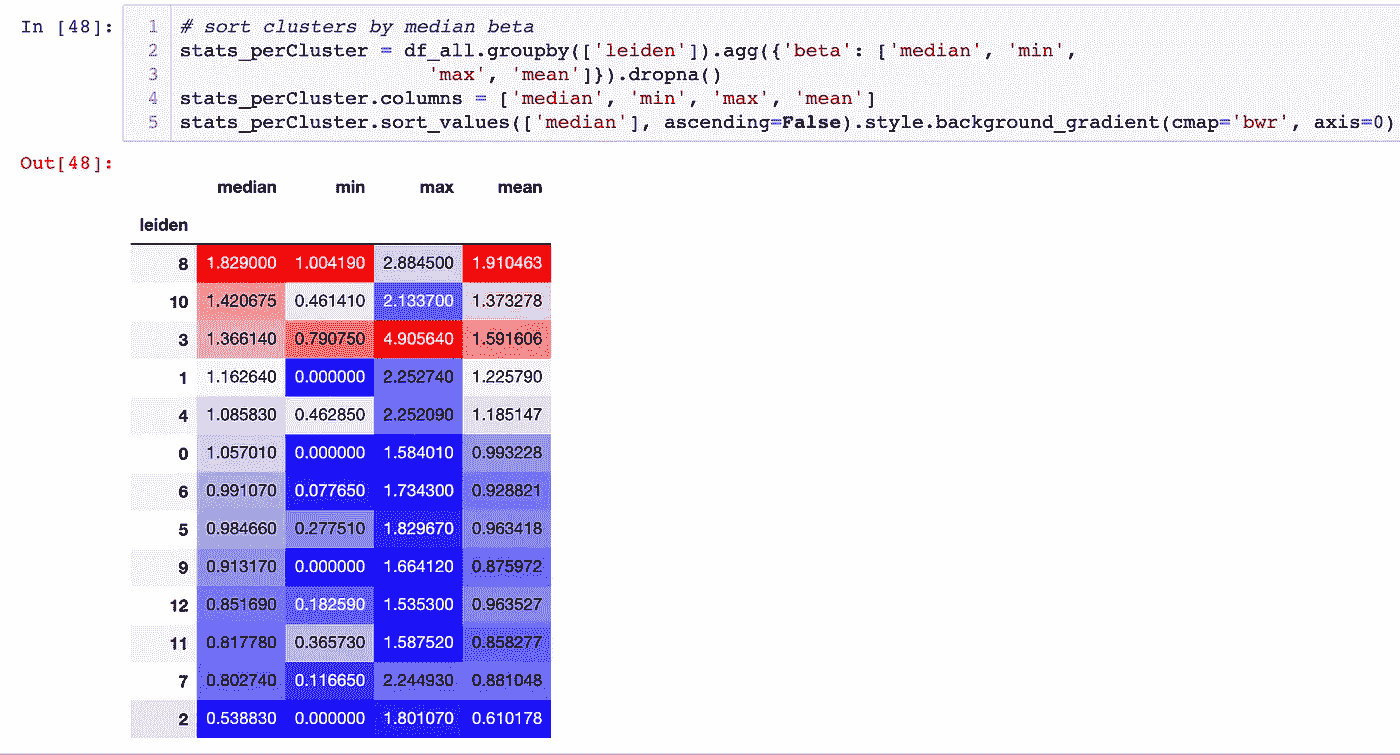 In [48]:
1 # sort clusters by median beta
2 stats_perCluster = df_all.groupby(['leiden']).agg({'beta': ['median', 'min',
3 'max', 'mean']}).dropna()
4 stats_perCluster.columns = ['median', 'min', 'max', 'mean']
5 stats_perCluster.sort_values(['median'], ascending=False).style.background_gradient(cmap='bwr', axis=0)
Out[48]:
median min max mean
leiden
8 1.829000 1.004190 2.884500 1.910463
10 1.420675 0.461410 2.133700 1.373278
3 1.366140 0.790750 4.905640 1.591606
1 1.162640 0.000000 2.252740 1.225790
4 1.085830 0.462850 2.252090 1.185147
0 1.057010 0.000000 1.584010 0.993228
6 0.991070 0.077650 1.734300 0.928821
5 0.984660 0.277510 1.829670 0.963418
9 0.913170 0.000000 1.664120 0.875972
12 0.851690 0.182590 1.535300 0.963527
11 0.817780 0.365730 1.587520 0.858277
7 0.802740 0.116650 2.244930 0.881048
2 0.538830 0.000000 1.801070 0.610178